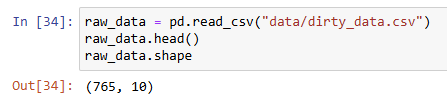 In [34]: raw_data = pd.read_csv("data/dirty_data.csv")
raw_data.head()
raw_data.shape
Out[34]: (765, 10)